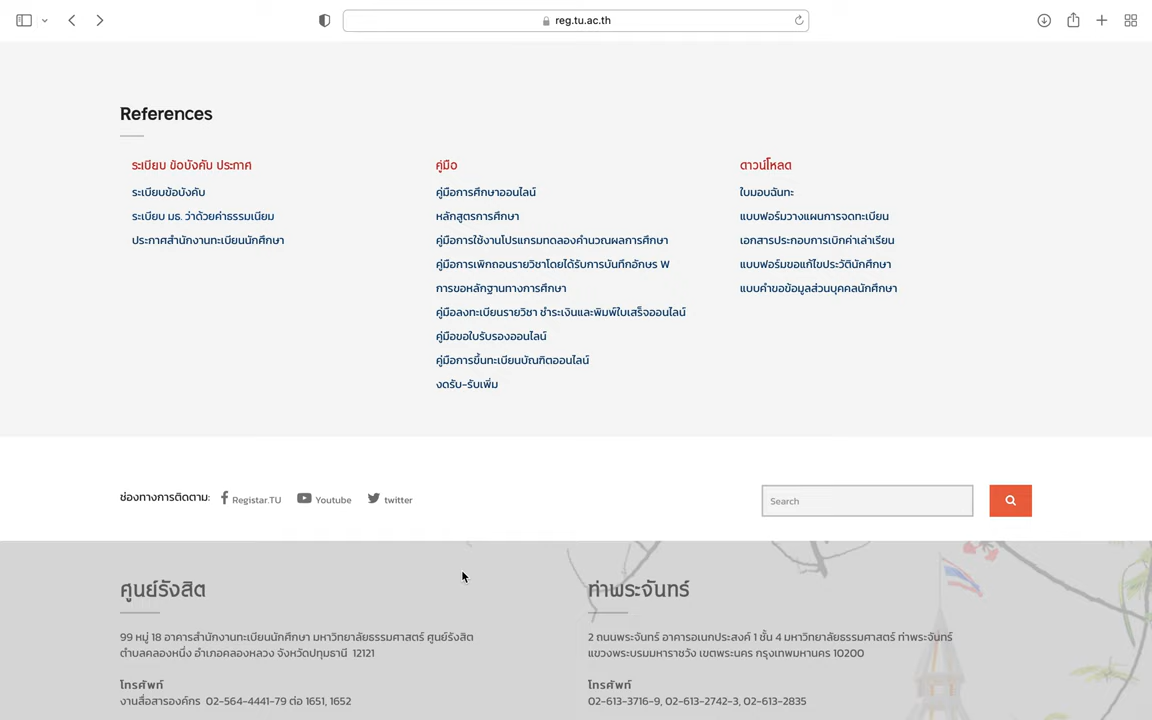 reg.tu.ac.th
References
ระเบียบ ข้อบังคับ ประกาศ
ระเบียบข้อบังคับ
ระเบียบ มธ. ว่าด้วยค่าธรรมเนียม
ประกาศสำนักงานทะเบียนนักศึกษา
คู่มือ
คู่มือการศึกษาออนไลน์
หลักสูตรการศึกษา
คู่มือการใช้งานโปรแกรมทดลองคำนวณผลการศึกษา
คู่มือการเพิกถอนรายวิชาโดยได้รับการบันทึกอักษร W
การขอหลักฐานทางการศึกษา
คู่มือลงทะเบียนรายวิชา ชำระเงินและพิมพ์ใบเสร็จออนไลน์
คู่มือขอใบรับรองออนไลน์
คู่มือการขึ้นทะเบียนบัณฑิตออนไลน์
งดรับ-รับเพิ่ม
ดาวน์โหลด
ใบมอบฉันทะ
แบบฟอร์มวางแผนการจดทะเบียน
เอกสารประกอบการเบิกค่าเล่าเรียน
แบบฟอร์มขอแก้ไขประวัตินักศึกษา
แบบคำขอข้อมูลส่วนบุคคลนักศึกษา
ช่องทางการติดตาม: Registar.TU Youtube twitter
Search
ศูนย์รังสิต
99 หมู่ 18 อาคารสำนักงานทะเบียนนักศึกษา มหาวิทยาลัยธรรมศาสตร์ ศูนย์รังสิต
ตำบลคลองหนึ่ง อำเภอคลองหลวง จังหวัดปทุมธานี 12121
โทรศัพท์
งานสื่อสารองค์กร 02-564-4441-79 ต่อ 1651, 1652
ท่าพระจันทร์
2 ถนนพระจันทร์ อาคารอเนกประสงค์ 1 ชั้น 4 มหาวิทยาลัยธรรมศาสตร์ ท่าพระจันทร์
แขวงพระบรมมหาราชวัง เขตพระนคร กรุงเทพมหานคร 10200
โทรศัพท์
02-613-3716-9, 02-613-2742-3, 02-613-2835